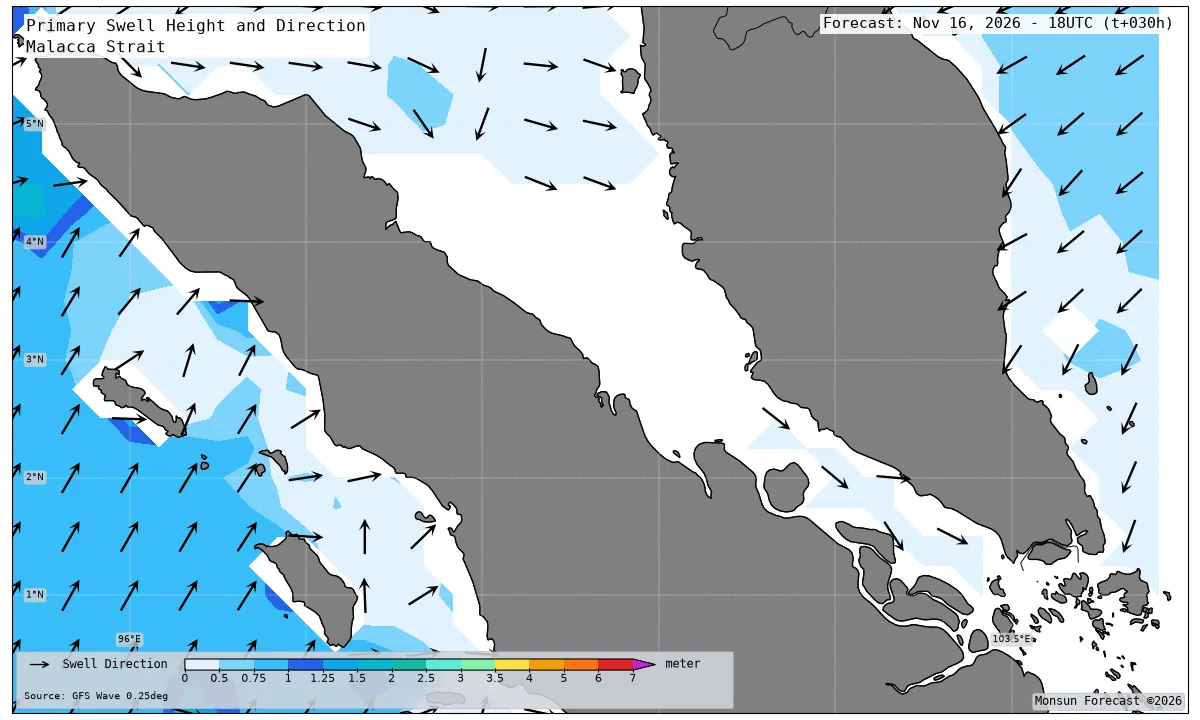 Primary Swell Height and Direction
Malacca Strait
Forecast: Nov 16, 2026 - 18UTC (t+030h)
5°N
4°N
3°N
2°N
1°N
96°E
103.5°E
Swell Direction
meter
0 0.5 0.75 1 1.25 1.5 2 2.5 3 3.5 4 5 6 7
Source: GFS Wave 0.25deg
Monsun Forecast ©2026